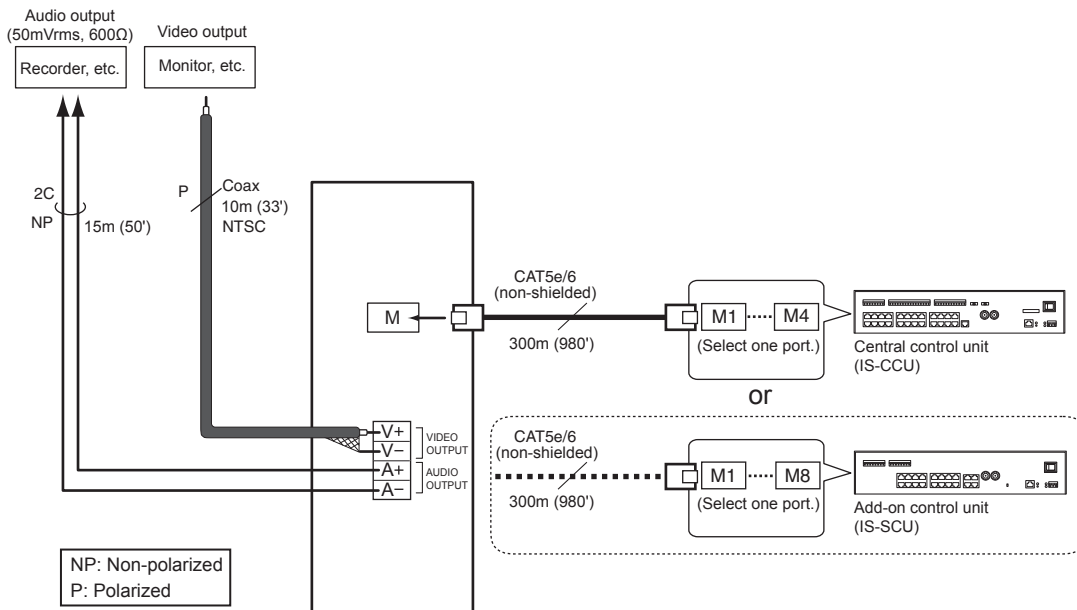 Audio output
(50mVrms, 600Ω)
Recorder, etc.
Video output
Monitor, etc.
2C
NP
15m (50')
P
Coax
10m (33')
NTSC
M
CAT5e/6
(non-shielded)
300m (980')
M1
M4
(Select one port.)
Central control unit
(IS-CCU)
or
CAT5e/6
(non-shielded)
300m (980')
M1
M8
(Select one port.)
Add-on control unit
(IS-SCU)
V+
V−
VIDEO
OUTPUT
A+
A−
AUDIO
OUTPUT
NP: Non-polarized
P: Polarized